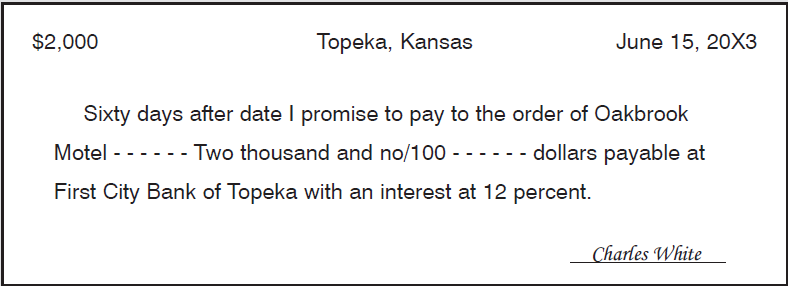 $2,000 Topeka, Kansas June 15, 20X3
Sixty days after date I promise to pay to the order of Oakbrook
Motel - - - - - - Two thousand and no/100 - - - - - - dollars payable at
First City Bank of Topeka with an interest at 12 percent.
Charles White